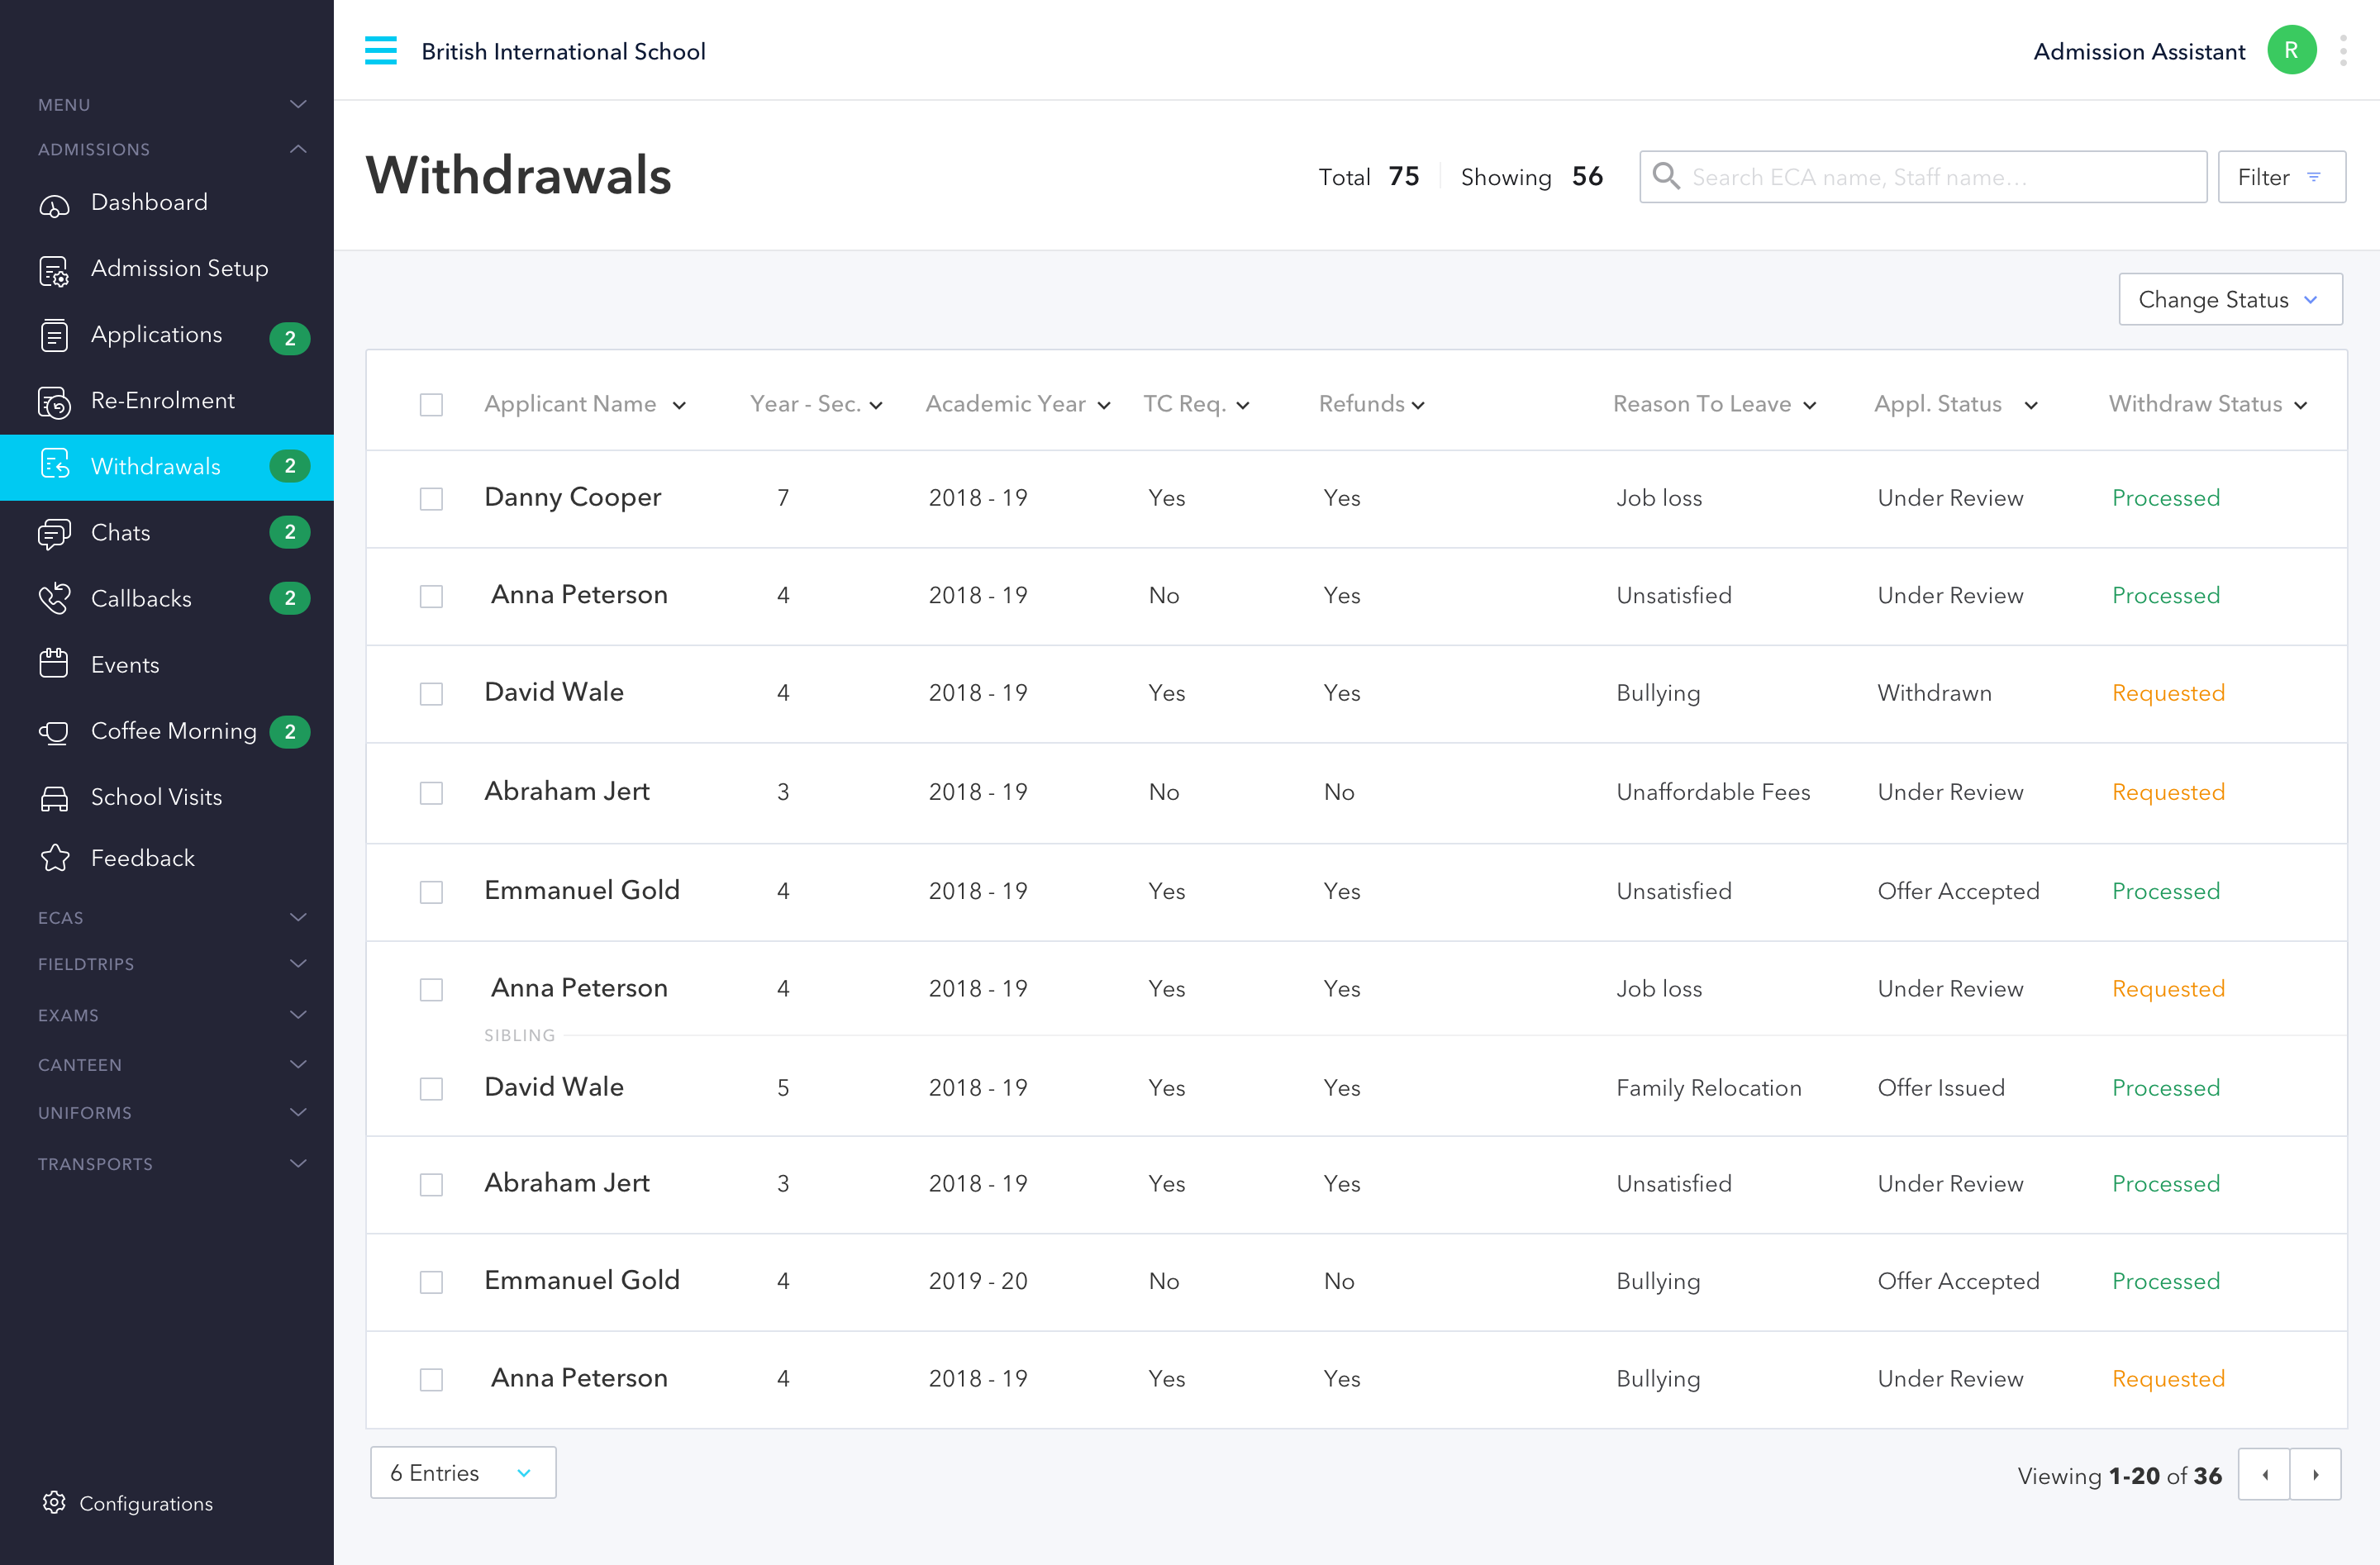 British International School
Admission Assistant R
MENU
ADMISSIONS
Dashboard
Admission Setup
Applications 2
Re-Enrolment
Withdrawals 2
Chats 2
Callbacks 2
Events
Coffee Morning 2
School Visits
Feedback
ECAS
FIELDTRIPS
EXAMS
CANTEEN
UNIFORMS
TRANSPORTS
Configurations
Withdrawals
Total 75 Showing 56
Search ECA name, Staff name...
Filter
Change Status
Applicant Name Year - Sec. Academic Year TC Req. Refunds Reason To Leave Appl. Status Withdraw Status
Danny Cooper 7 2018 - 19 Yes Yes Job loss Under Review Processed
Anna Peterson 4 2018 - 19 No Yes Unsatisfied Under Review Processed
David Wale 4 2018 - 19 Yes Yes Bullying Withdrawn Requested
Abraham Jert 3 2018 - 19 No No Unaffordable Fees Under Review Requested
Emmanuel Gold 4 2018 - 19 Yes Yes Unsatisfied Offer Accepted Processed
Anna Peterson 4 2018 - 19 Yes Yes Job loss Under Review Requested
SIBLING
David Wale 5 2018 - 19 Yes Yes Family Relocation Offer Issued Processed
Abraham Jert 3 2018 - 19 Yes Yes Unsatisfied Under Review Processed
Emmanuel Gold 4 2019 - 20 No No Bullying Offer Accepted Processed
Anna Peterson 4 2018 - 19 Yes Yes Bullying Under Review Requested
6 Entries
Viewing 1-20 of 36